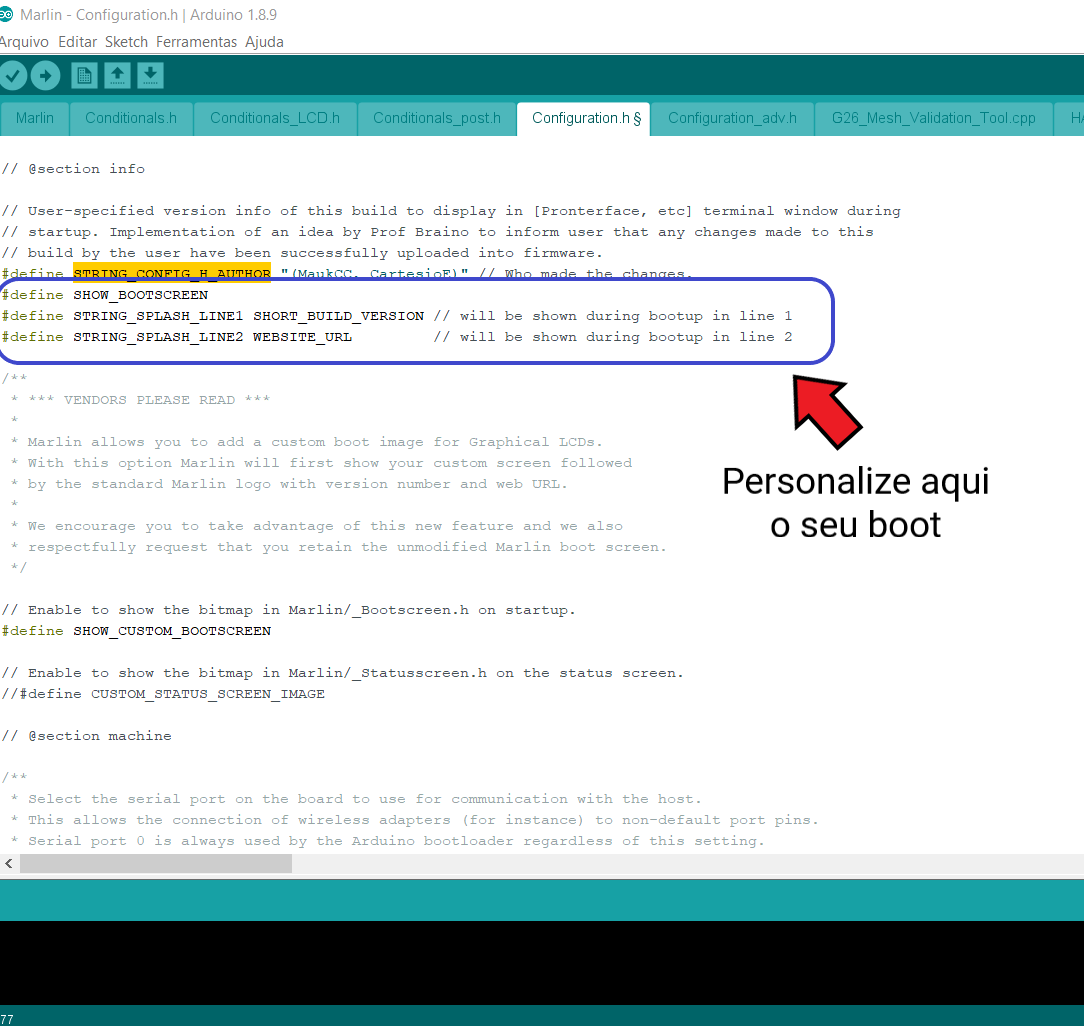 Marlin - Configuration.h | Arduino 1.8.9
Arquivo Editar Sketch Ferramentas Ajuda
Marlin Conditionals.h Conditionals_LCD.h Conditionals_post.h Configuration.h § Configuration_adv.h G26_Mesh_Validation_Tool.cpp HA
// @section info
// User-specified version info of this build to display in [Pronterface, etc] terminal window during
// startup. Implementation of an idea by Prof Braino to inform user that any changes made to this
// build by the user have been successfully uploaded into firmware.
#define STRING_CONFIG_H_AUTHOR "(MaukCC, CartesioE)" // Who made the changes.
#define SHOW_BOOTSCREEN
#define STRING_SPLASH_LINE1 SHORT_BUILD_VERSION // will be shown during bootup in line 1
#define STRING_SPLASH_LINE2 WEBSITE_URL // will be shown during bootup in line 2
/**
* *** VENDORS PLEASE READ ***
*
* Marlin allows you to add a custom boot image for Graphical LCDs.
* With this option Marlin will first show your custom screen followed
* by the standard Marlin logo with version number and web URL.
*
* We encourage you to take advantage of this new feature and we also
* respectfully request that you retain the unmodified Marlin boot screen.
*/
Personalize aqui
o seu boot
// Enable to show the bitmap in Marlin/_Bootscreen.h on startup.
#define SHOW_CUSTOM_BOOTSCREEN
// Enable to show the bitmap in Marlin/_Statusscreen.h on the status screen.
//#define CUSTOM_STATUS_SCREEN_IMAGE
// @section machine
/**
* Select the serial port on the board to use for communication with the host.
* This allows the connection of wireless adapters (for instance) to non-default port pins.
* Serial port 0 is always used by the Arduino bootloader regardless of this setting.
77